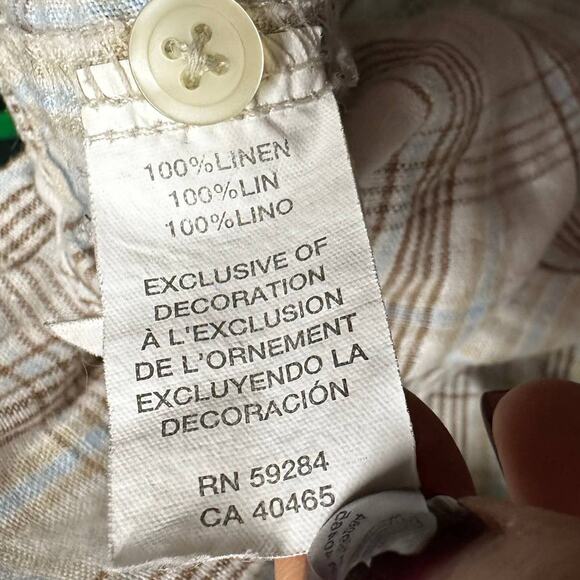 100%LINEN
100%LIN
100%LINO
EXCLUSIVE OF
DECORATION
À L'EXCLUSION
DE L'ORNEMENT
EXCLUYENDO LA
DECORACIÓN
RN 59284
CA 40465